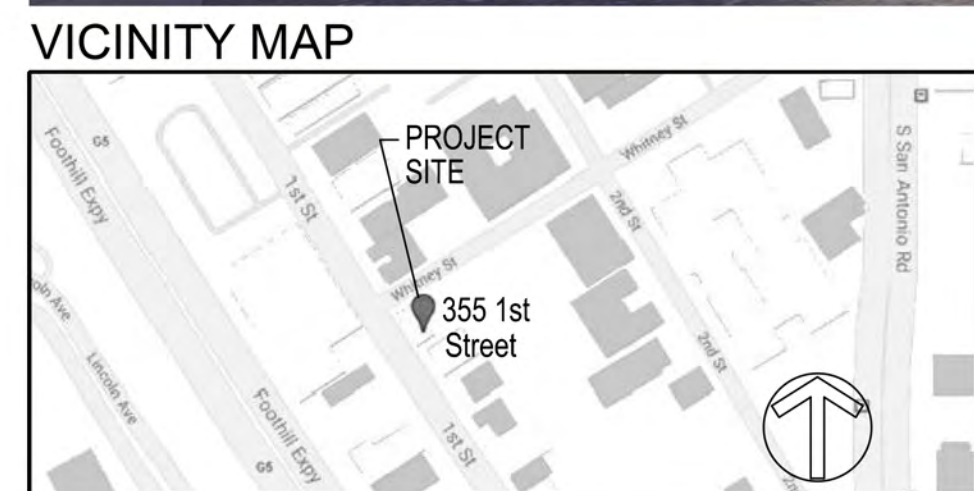 VICINITY MAP
PROJECT
SITE
Foothill Expy
G5
1st St
Whitney St
2nd St
S San Antonio Rd
Whitney St
355 1st
Street
Lincoln Ave
2nd St
Foothill Expy
1st St
G5